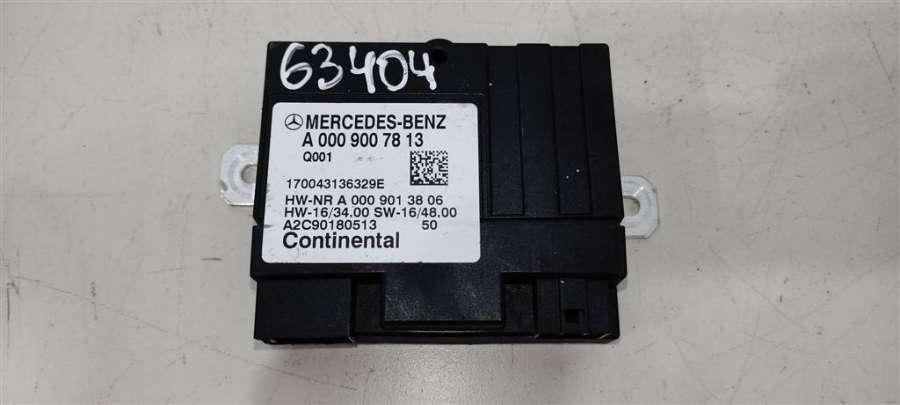 63404
MERCEDES-BENZ
A 000 900 78 13
Q001
170043136329E
HW-NR A 000 901 38 06
HW-16/34.00 SW-16/48.00
A2C90180513 50
Continental